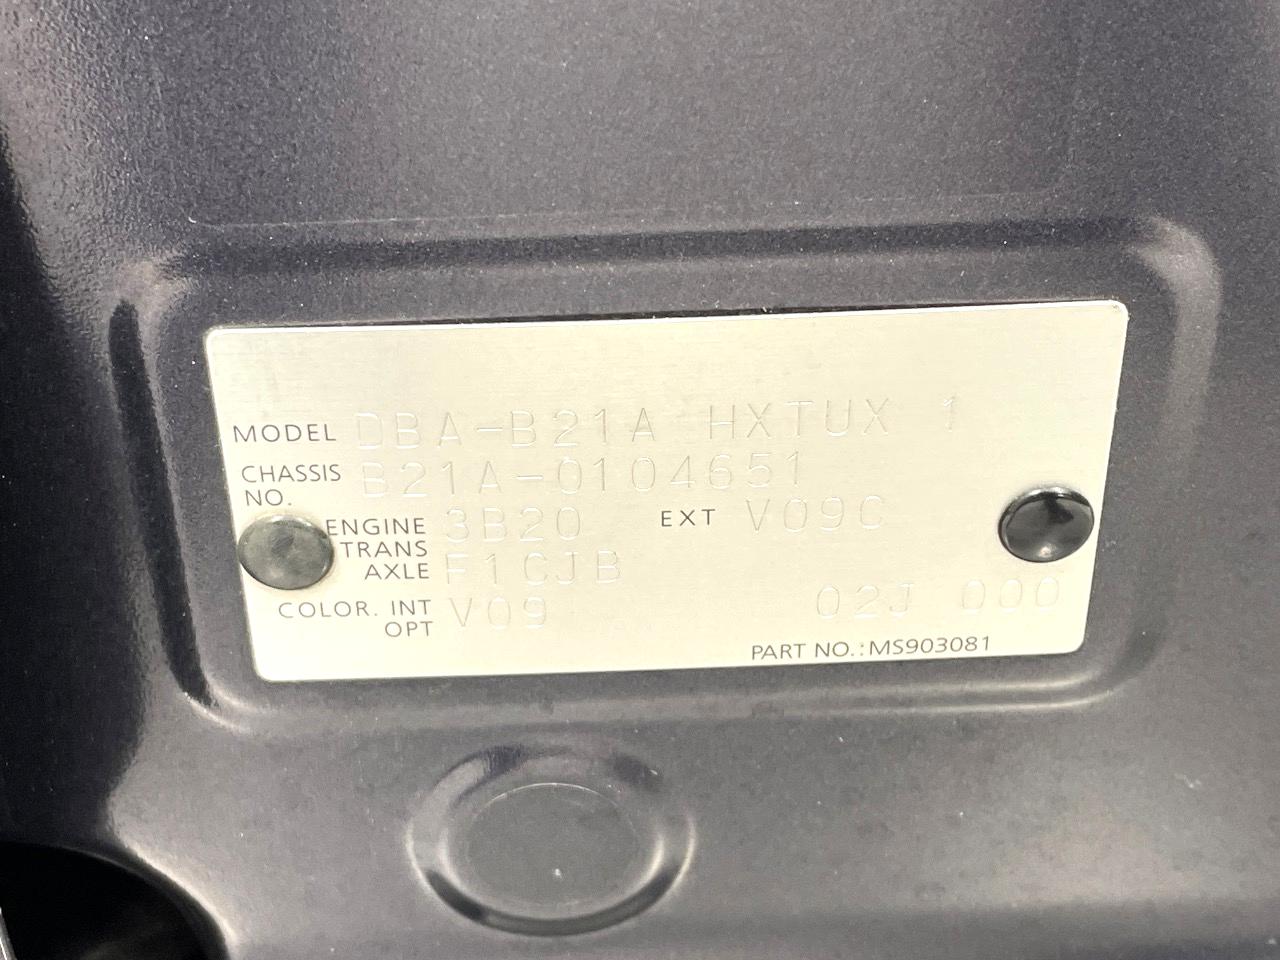 MODEL DBA-B21A HXTUX 1
CHASSIS NO. B21A-0104651
ENGINE 3B20 EXT V09C
TRANS AXLE F1CJB
COLOR. INT OPT V09 02J 000
PART NO.: MS903081